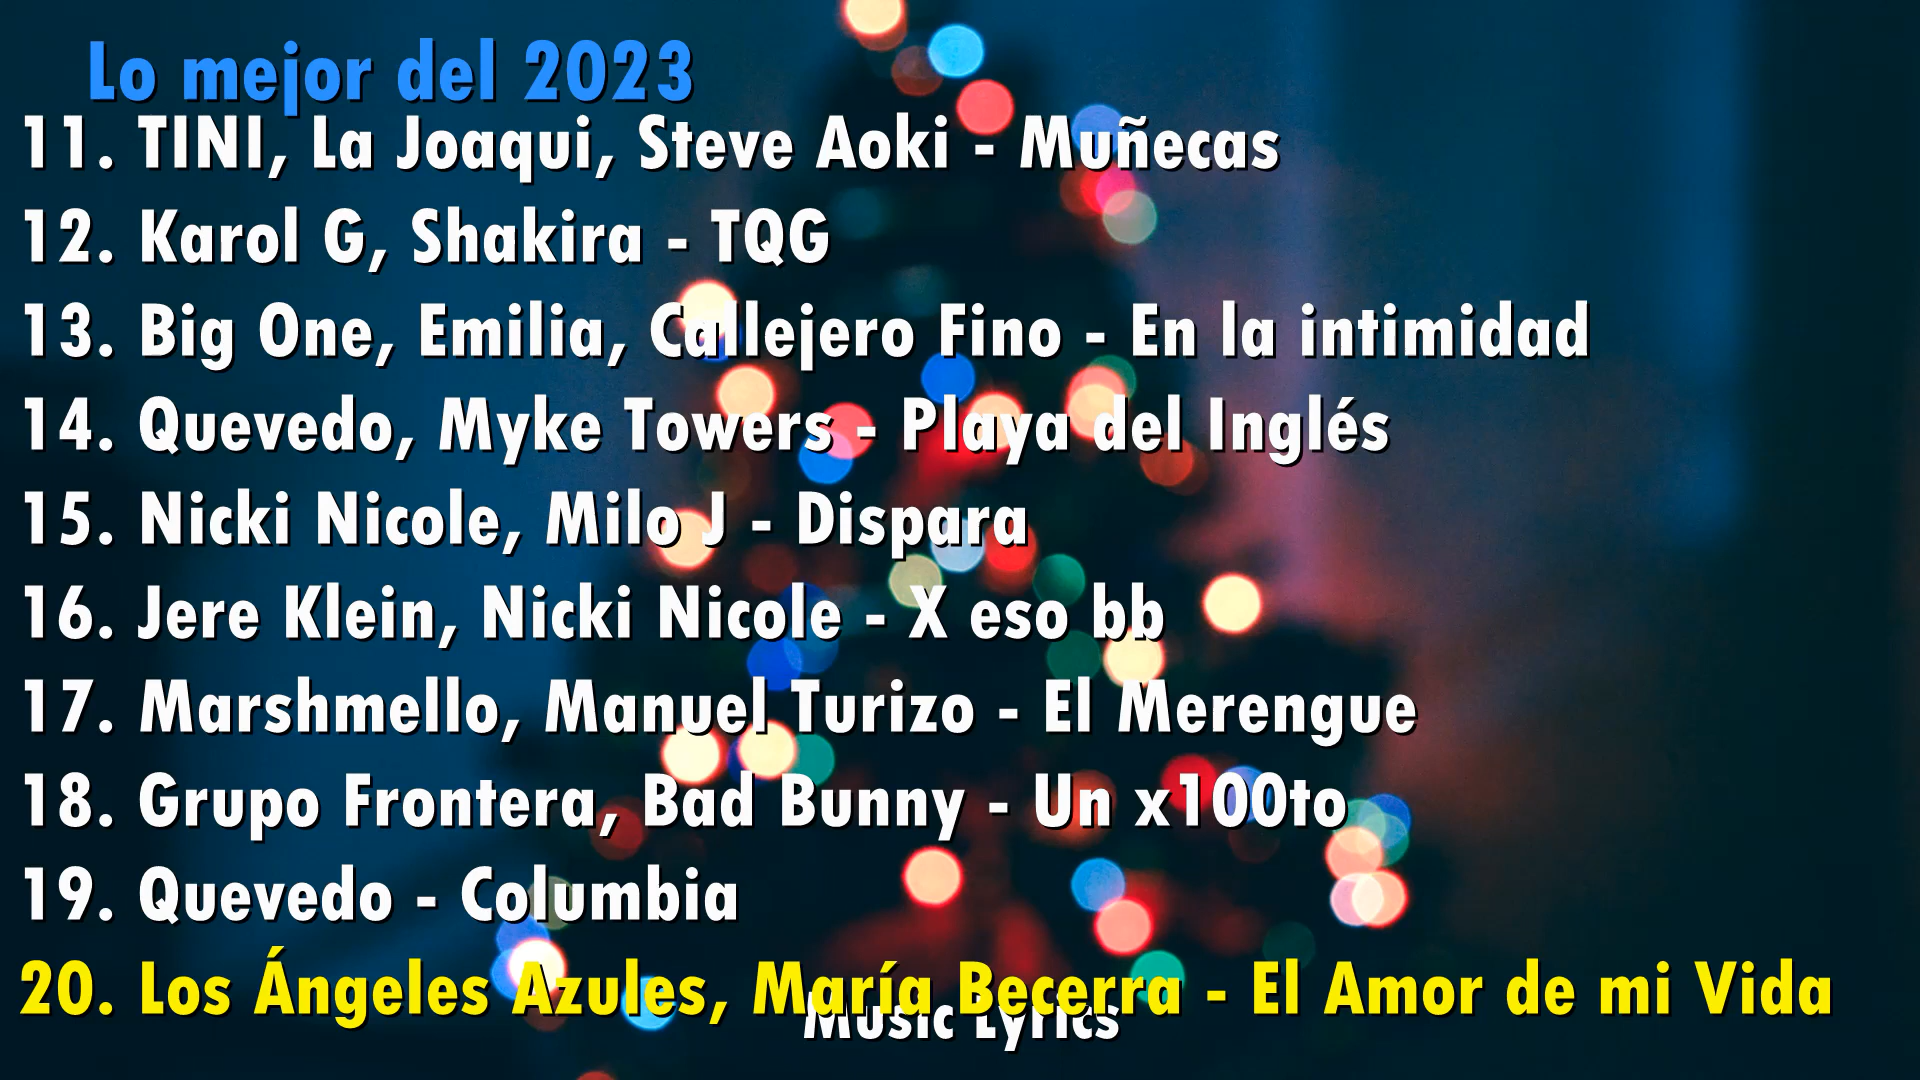 Lo mejor del 2023
11. TINI, La Joaqui, Steve Aoki - Muñecas
12. Karol G, Shakira - TQG
13. Big One, Emilia, Callejero Fino - En la intimidad
14. Quevedo, Myke Towers - Playa del Inglés
15. Nicki Nicole, Milo J - Dispara
16. Jere Klein, Nicki Nicole - X eso bb
17. Marshmello, Manuel Turizo - El Merengue
18. Grupo Frontera, Bad Bunny - Un x100to
19. Quevedo - Columbia
20. Los Ángeles Azules, María Becerra - El Amor de mi Vida
Music Lyrics